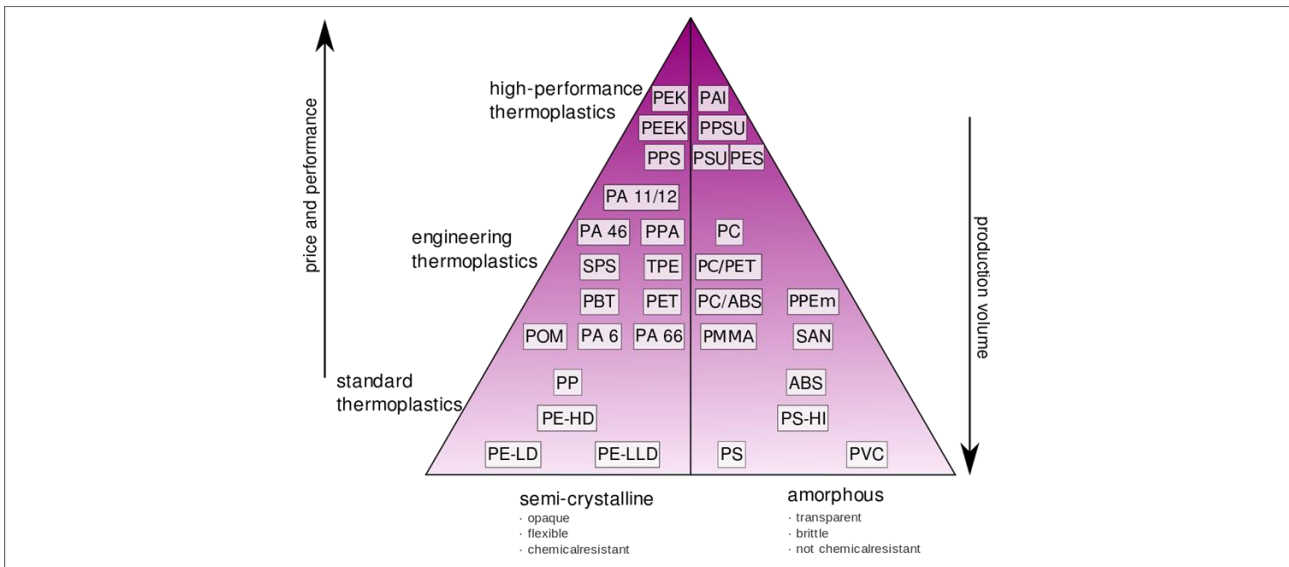 price and performance
high-performance
thermoplastics
PEK PAI
PEEK PPSU
PPS PSU PES
PA 11/12
engineering
thermoplastics
PA 46 PPA PC
SPS TPE PC/PET
PBT PET PC/ABS PPEm
POM PA 6 PA 66 PMMA SAN
standard
thermoplastics
PP ABS
PE-HD PS-HI
PE-LD PE-LLD PS PVC
production volume
semi-crystalline
· opaque
· flexible
· chemicalresistant
amorphous
· transparent
· brittle
· not chemicalresistant